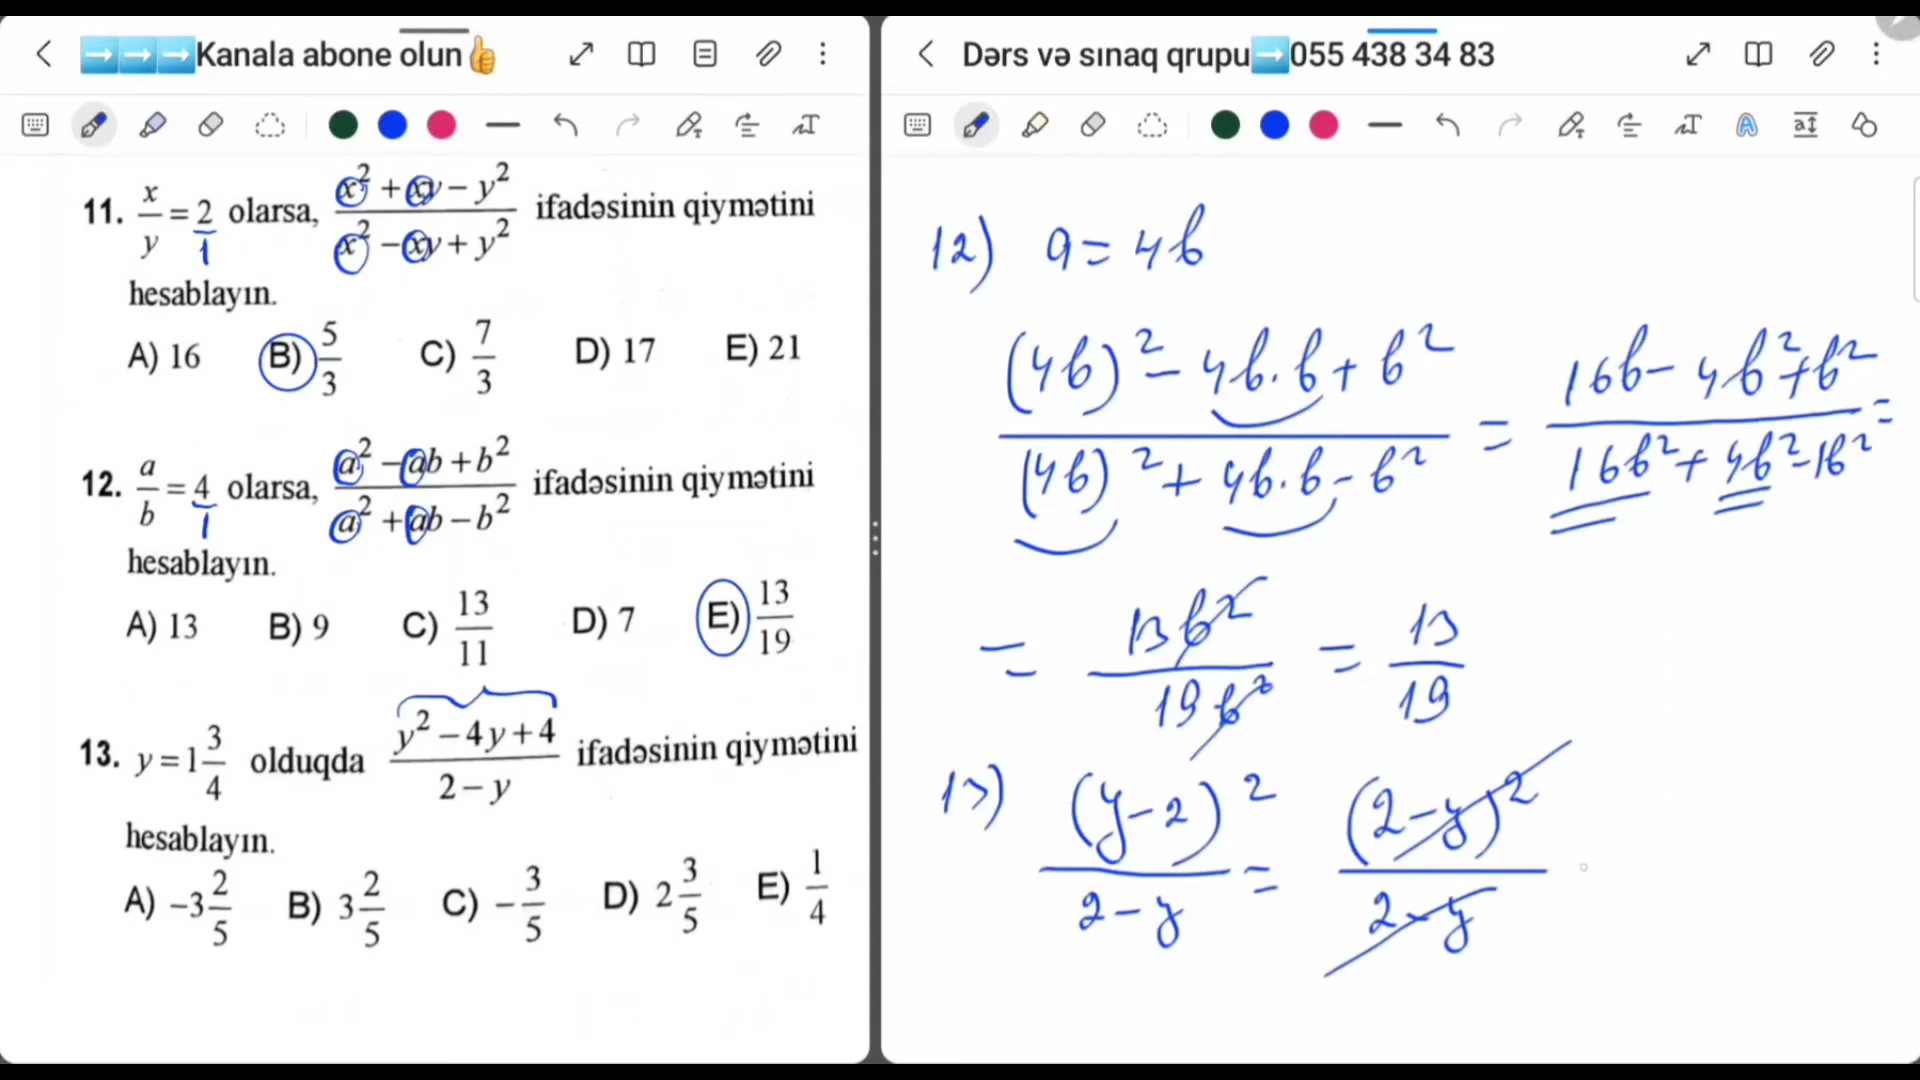 ➡➡➡Kanala abone olun👍
11. x/y = 2/1 olarsa, (x² + xy − y²)/(x² − xy + y²) ifadəsinin qiymətini
hesablayın.
A) 16 B) 5/3 C) 7/3 D) 17 E) 21
12. a/b = 4/1 olarsa, (a² − ab + b²)/(a² + ab − b²) ifadəsinin qiymətini
hesablayın.
A) 13 B) 9 C) 13/11 D) 7 E) 13/19
13. y = 1 3/4 olduqda (y² − 4y + 4)/(2 − y) ifadəsinin qiymətini
hesablayın.
A) −3 2/5 B) 3 2/5 C) −3/5 D) 2 3/5 E) 1/4
Dərs və sınaq qrupu➡055 438 34 83
12) a = 4b
((4b)² − 4b·b + b²)/((4b)² + 4b·b − b²) = (16b − 4b² + b²)/(16b² + 4b² − 1b²) =
= 13b²/19b² = 13/19
13) (y − 2)²/(2 − y) = (2 − y)²/(2 − y)